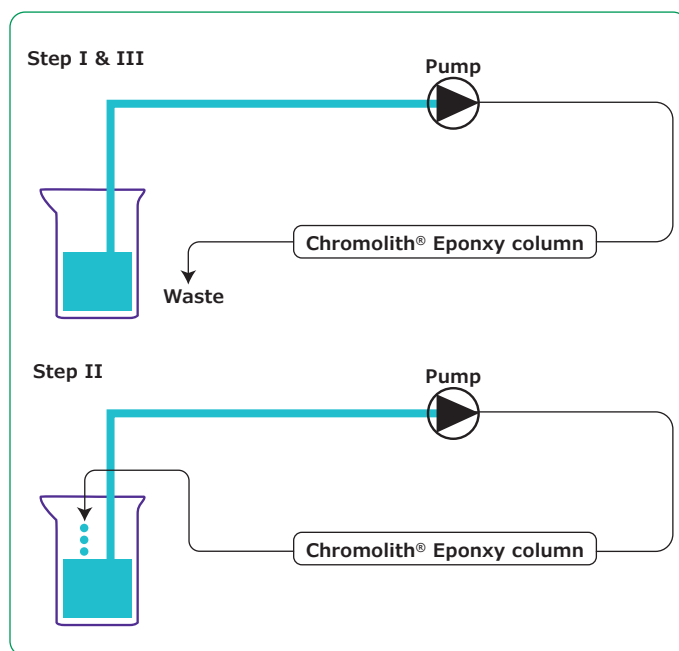 Step I & III
Pump
Chromolith® Eponxy column
Waste
Step II
Pump
Chromolith® Eponxy column